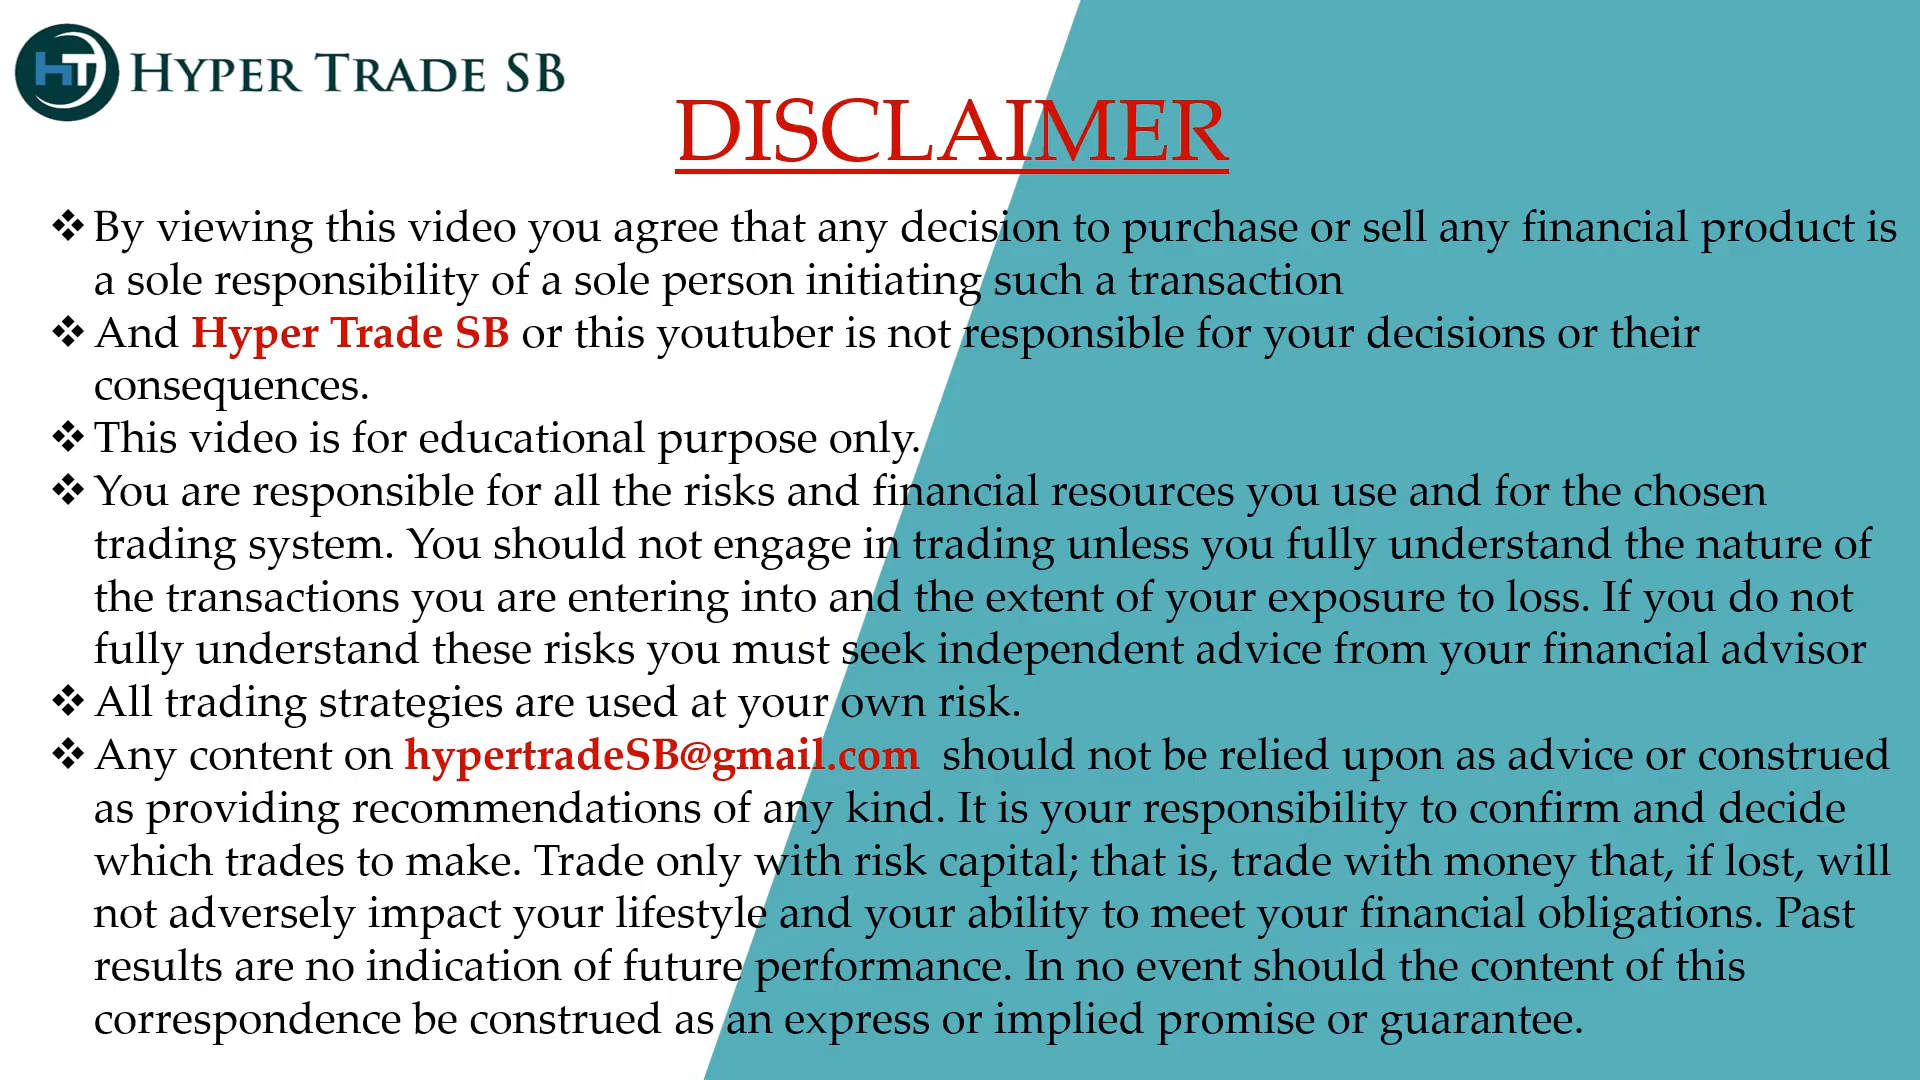 HT HYPER TRADE SB
DISCLAIMER
❖ By viewing this video you agree that any decision to purchase or sell any financial product is
a sole responsibility of a sole person initiating such a transaction
❖ And Hyper Trade SB or this youtuber is not responsible for your decisions or their
consequences.
❖ This video is for educational purpose only.
❖ You are responsible for all the risks and financial resources you use and for the chosen
trading system. You should not engage in trading unless you fully understand the nature of
the transactions you are entering into and the extent of your exposure to loss. If you do not
fully understand these risks you must seek independent advice from your financial advisor
❖ All trading strategies are used at your own risk.
❖ Any content on hypertradeSB@gmail.com should not be relied upon as advice or construed
as providing recommendations of any kind. It is your responsibility to confirm and decide
which trades to make. Trade only with risk capital; that is, trade with money that, if lost, will
not adversely impact your lifestyle and your ability to meet your financial obligations. Past
results are no indication of future performance. In no event should the content of this
correspondence be construed as an express or implied promise or guarantee.